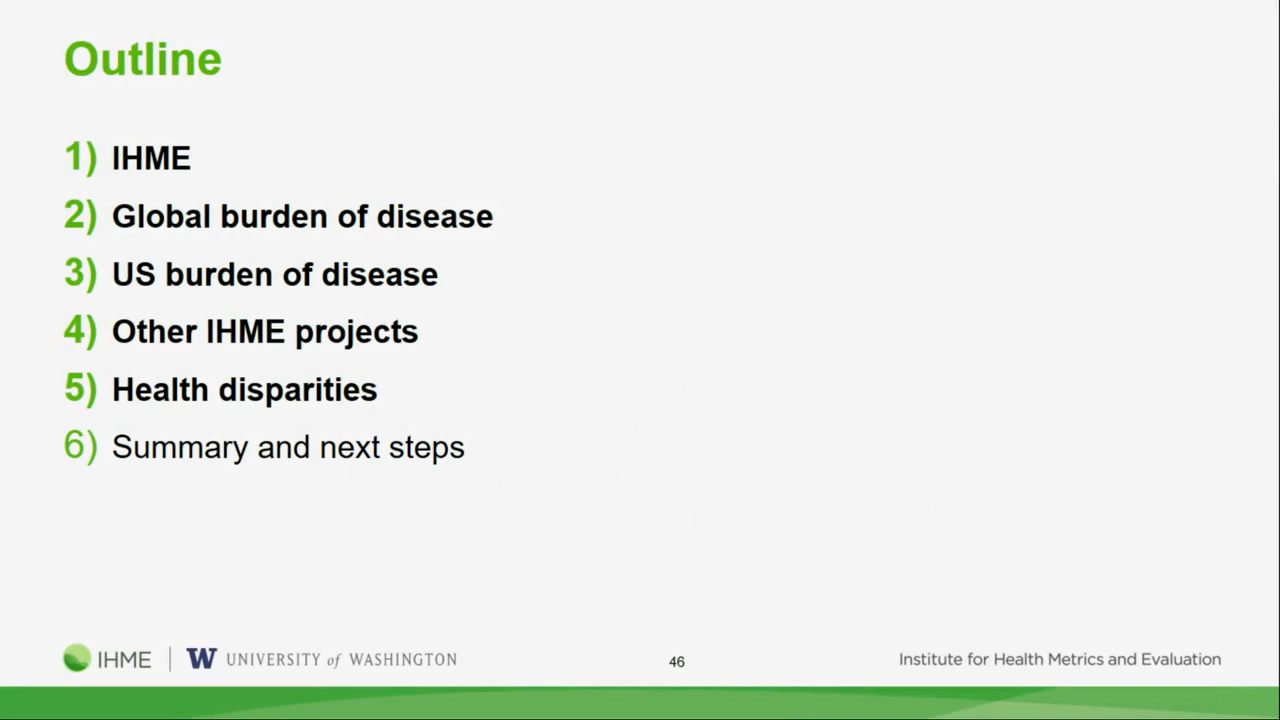 Outline
1) IHME
2) Global burden of disease
3) US burden of disease
4) Other IHME projects
5) Health disparities
6) Summary and next steps
IHME | W UNIVERSITY of WASHINGTON
46
Institute for Health Metrics and Evaluation